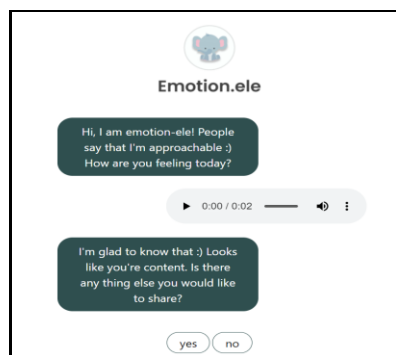 Emotion.ele
Hi, I am emotion-ele! People
say that I'm approachable :)
How are you feeling today?
0:00 / 0:02
I'm glad to know that :) Looks
like you're content. Is there
any thing else you would like
to share?
yes no